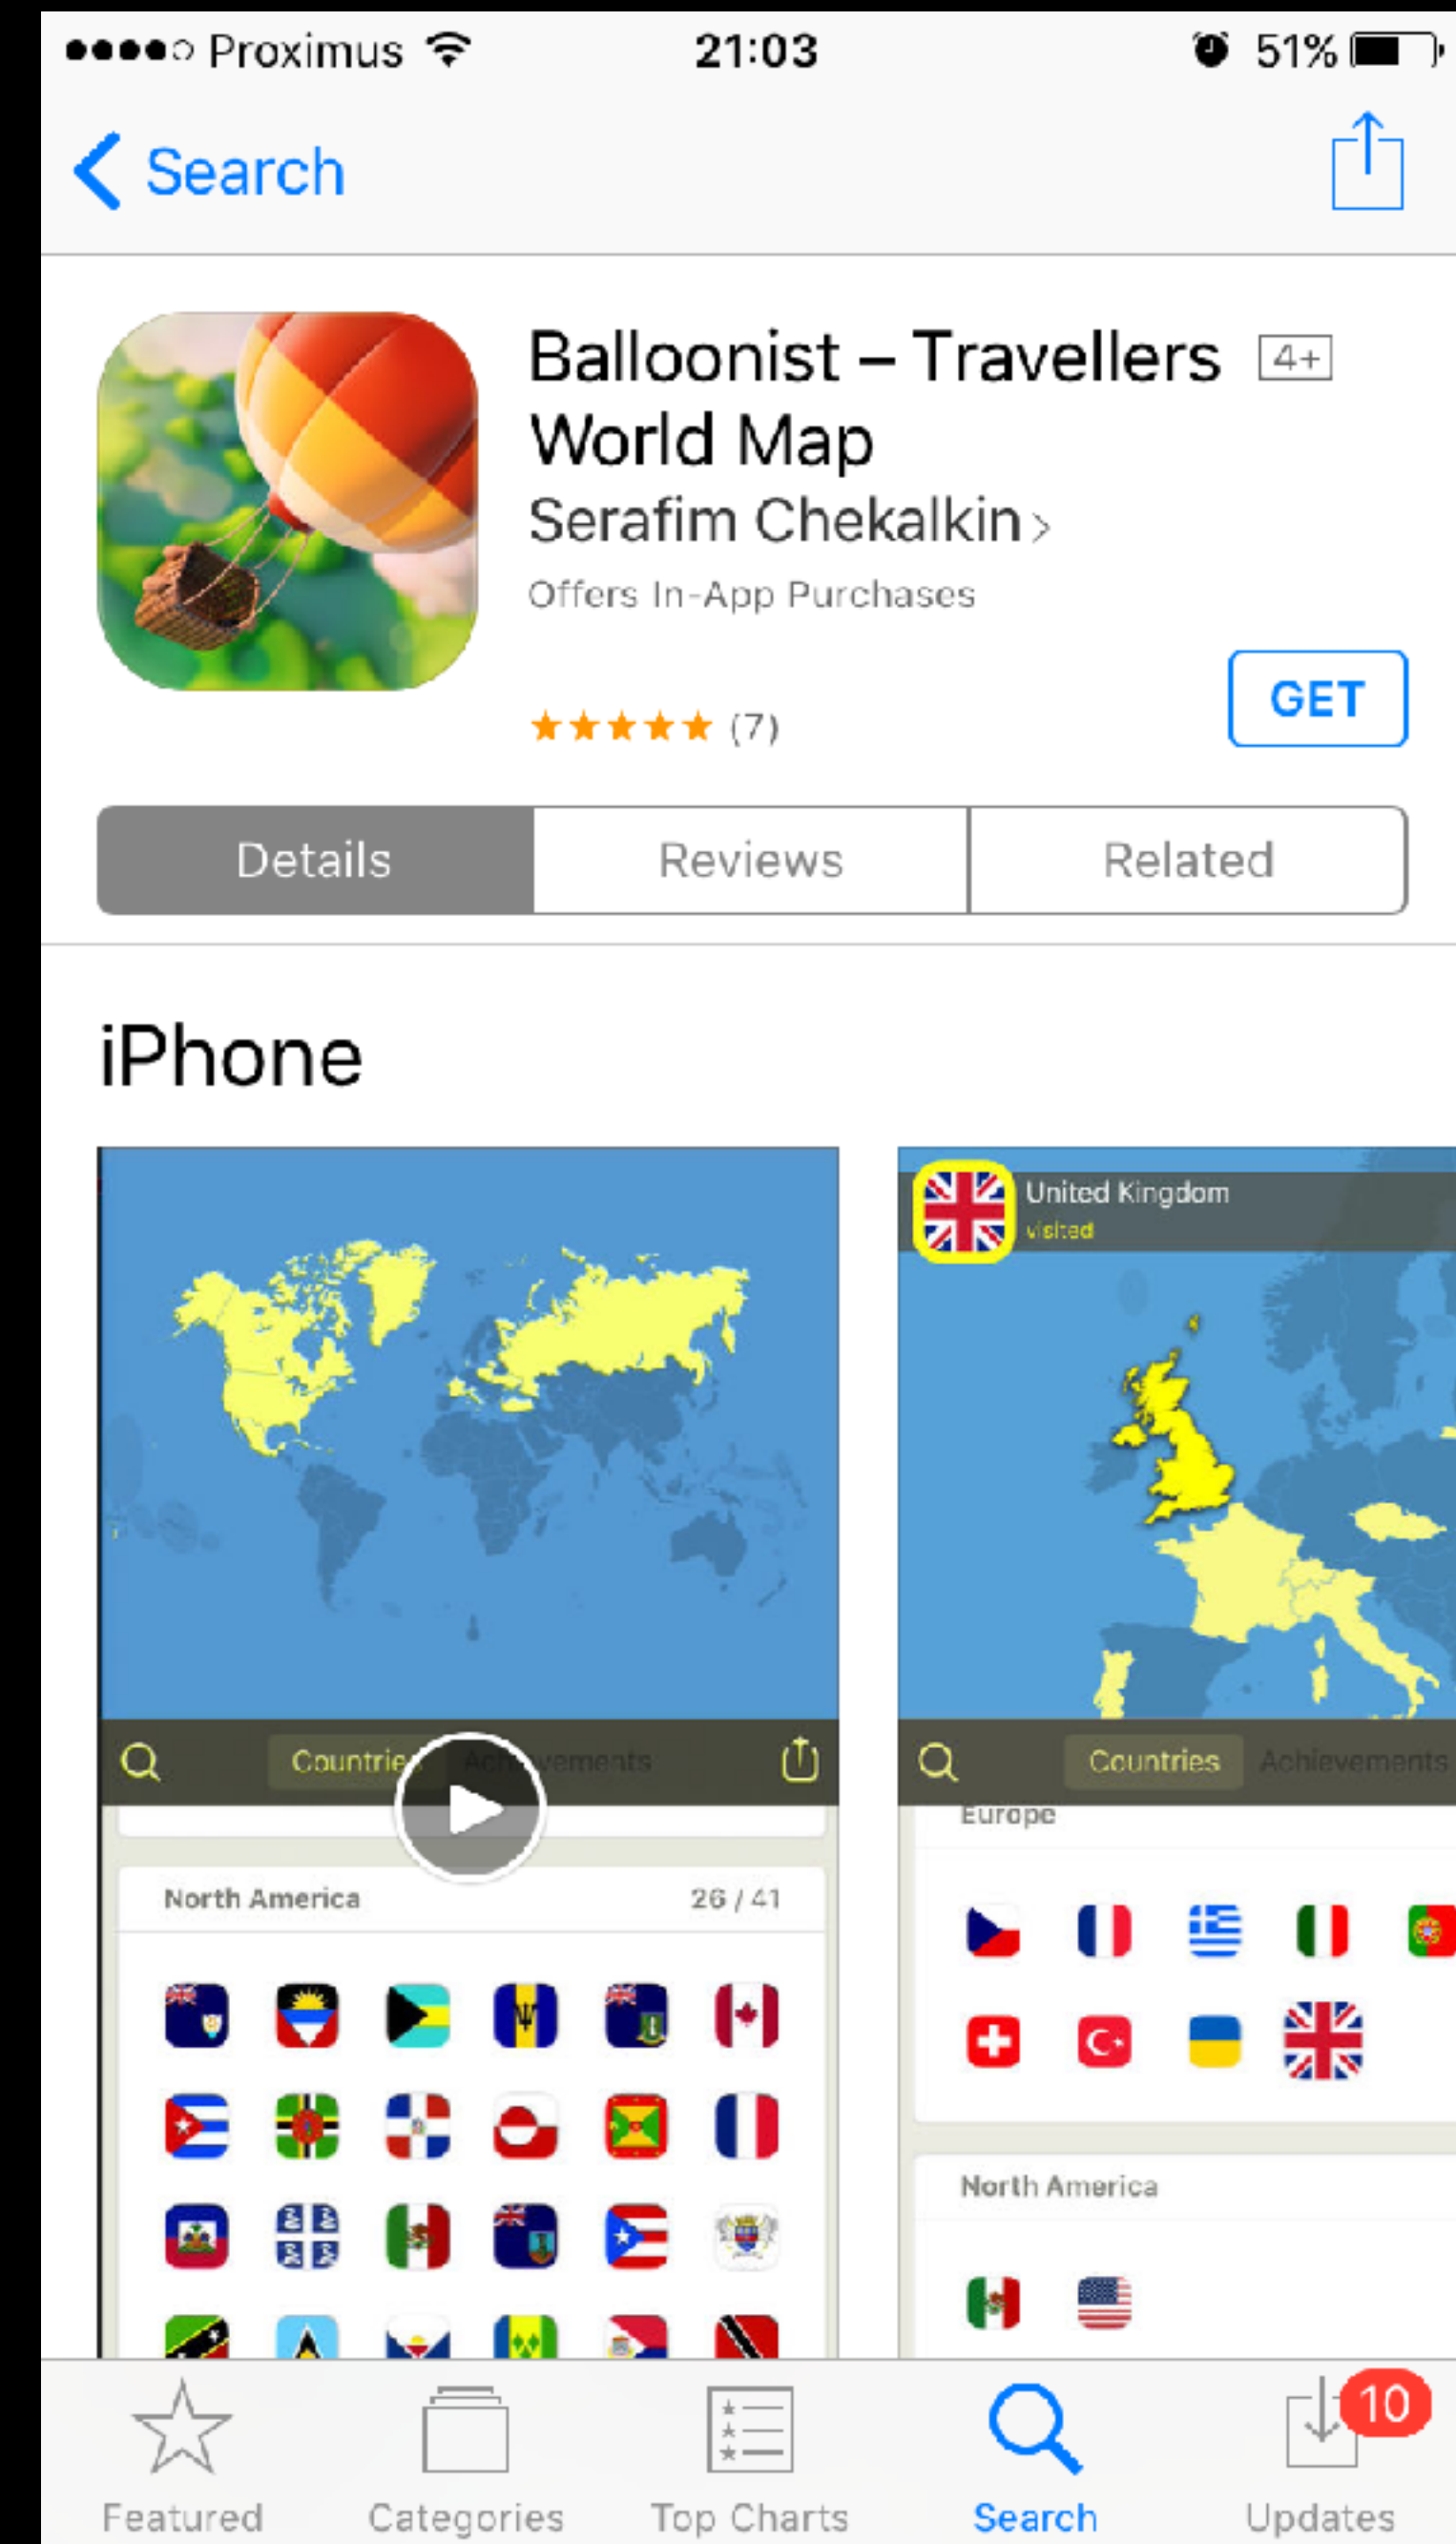 Proximus 21:03 51%
Search
Balloonist – Travellers 4+
World Map
Serafim Chekalkin >
Offers In-App Purchases
★★★★★ (7)
GET
Details Reviews Related
iPhone
Countries Achievements
North America 26 / 41
United Kingdom
visited
Countries Achievements
Europe
North America
Featured Categories Top Charts Search Updates 10